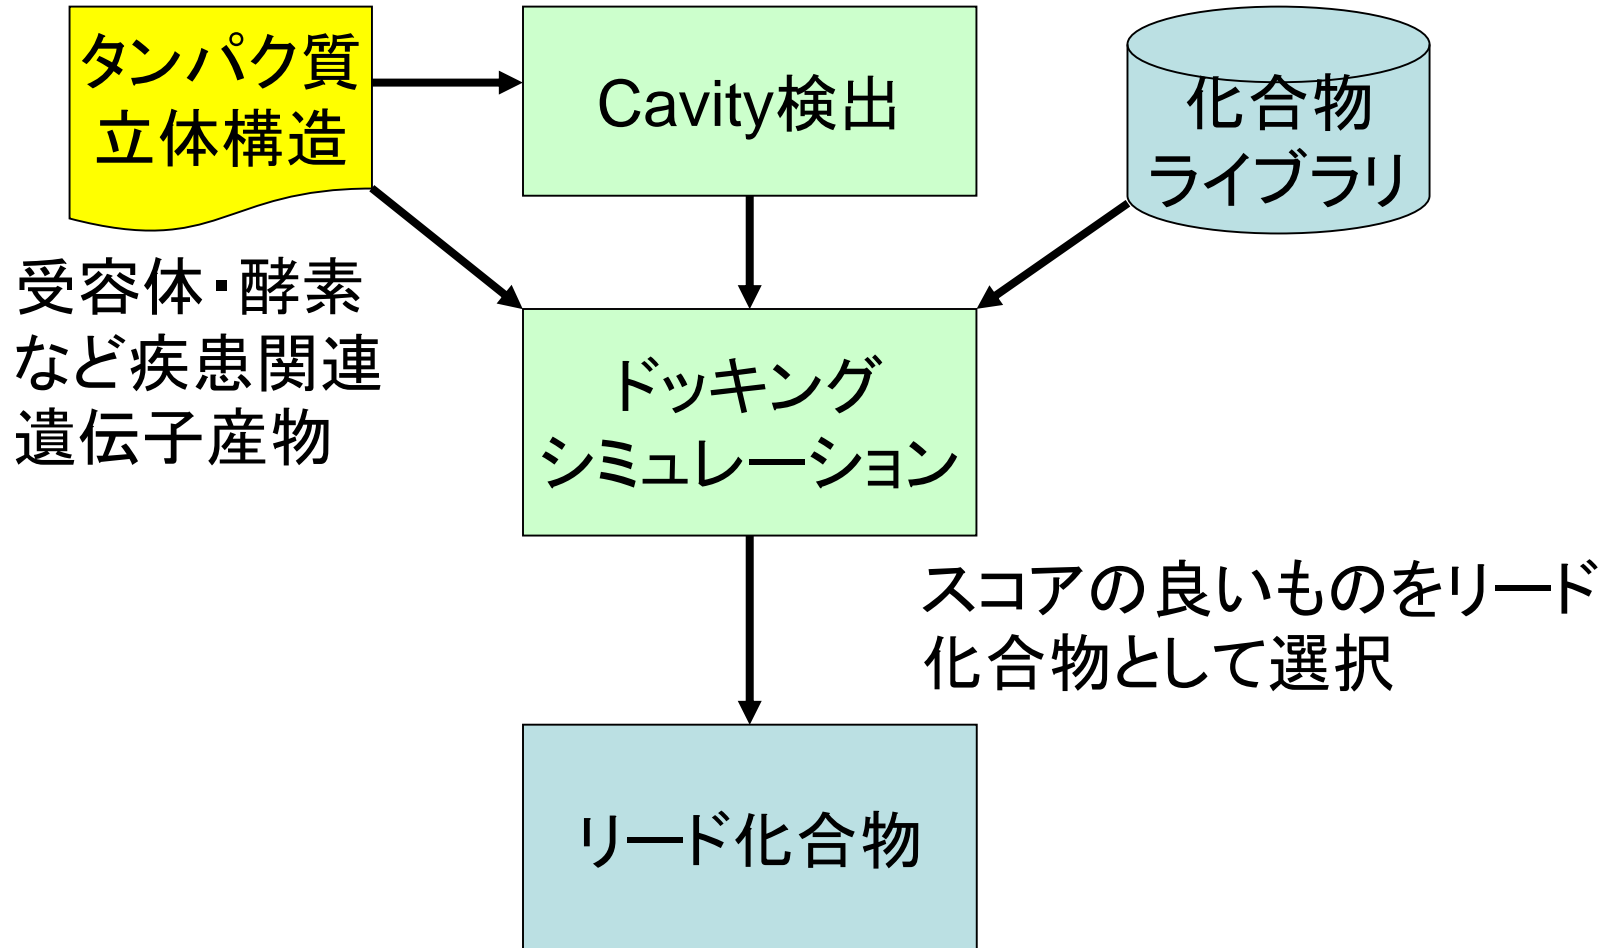 タンパク質
立体構造
Cavity検出
化合物
ライブラリ
受容体・酵素
など疾患関連
遺伝子産物
ドッキング
シミュレーション
スコアの良いものをリード
化合物として選択
リード化合物